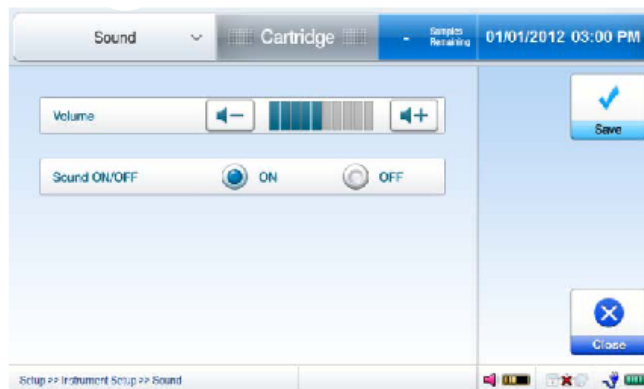 Sound
Cartridge
- Samples Remaining
01/01/2012 03:00 PM
Volume
Save
Sound ON/OFF ON OFF
Close
Setup >> Instrument Setup >> Sound